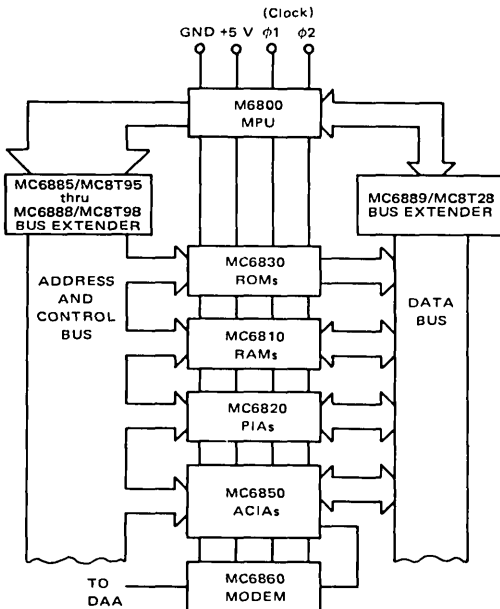 (Clock)
GND +5 V ϕ1 ϕ2
M6800
MPU
MC6885/MC8T95
thru
MC6888/MC8T98
BUS EXTENDER
MC6889/MC8T28
BUS EXTENDER
ADDRESS
AND
CONTROL
BUS
MC6830
ROMs
DATA
BUS
MC6810
RAMs
MC6820
PIAs
MC6850
ACIAs
TO
DAA
MC6860
MODEM